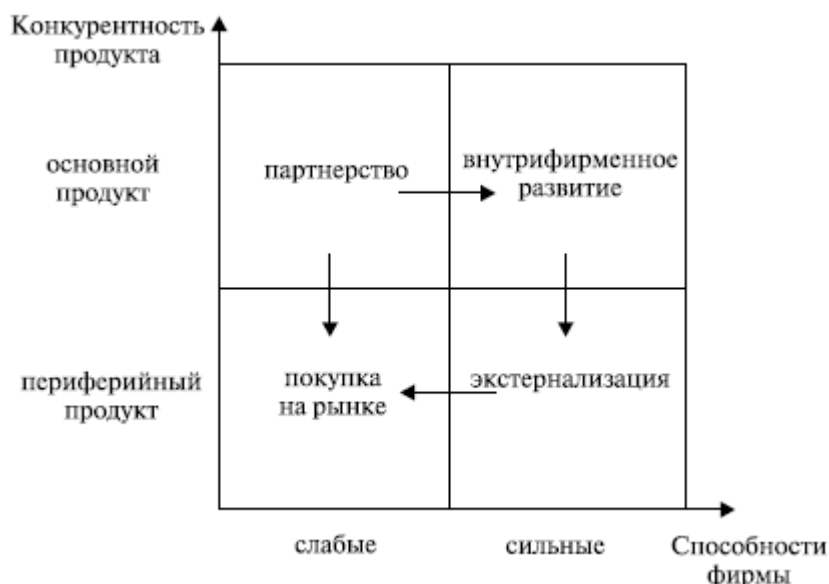 Конкурентность
продукта
основной
продукт
партнерство
внутрифирменное
развитие
периферийный
продукт
покупка
на рынке
экстернализация
слабые
сильные
Способности
фирмы